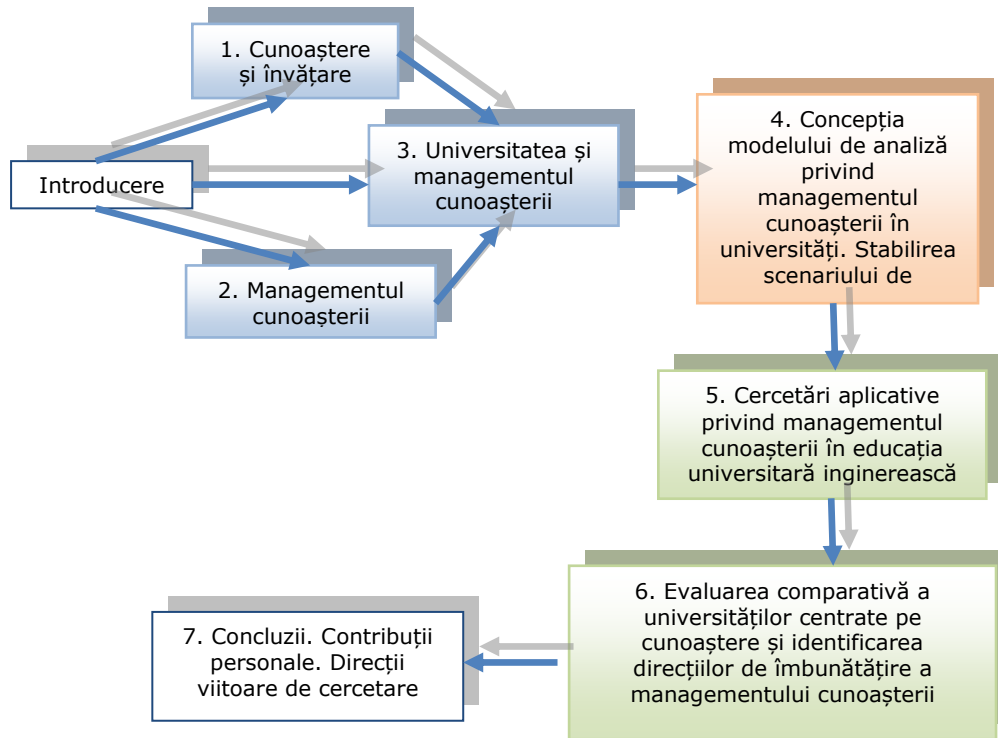 1. Cunoaștere
și învățare
Introducere
2. Managementul
cunoașterii
3. Universitatea și
managementul
cunoașterii
4. Concepția
modelului de analiză
privind
managementul
cunoașterii în
universități. Stabilirea
scenariului de
5. Cercetări aplicative
privind managementul
cunoașterii în educația
universitară inginerească
6. Evaluarea comparativă a
universităților centrate pe
cunoaștere și identificarea
direcțiilor de îmbunătățire a
managementului cunoașterii
7. Concluzii. Contribuții
personale. Direcții
viitoare de cercetare